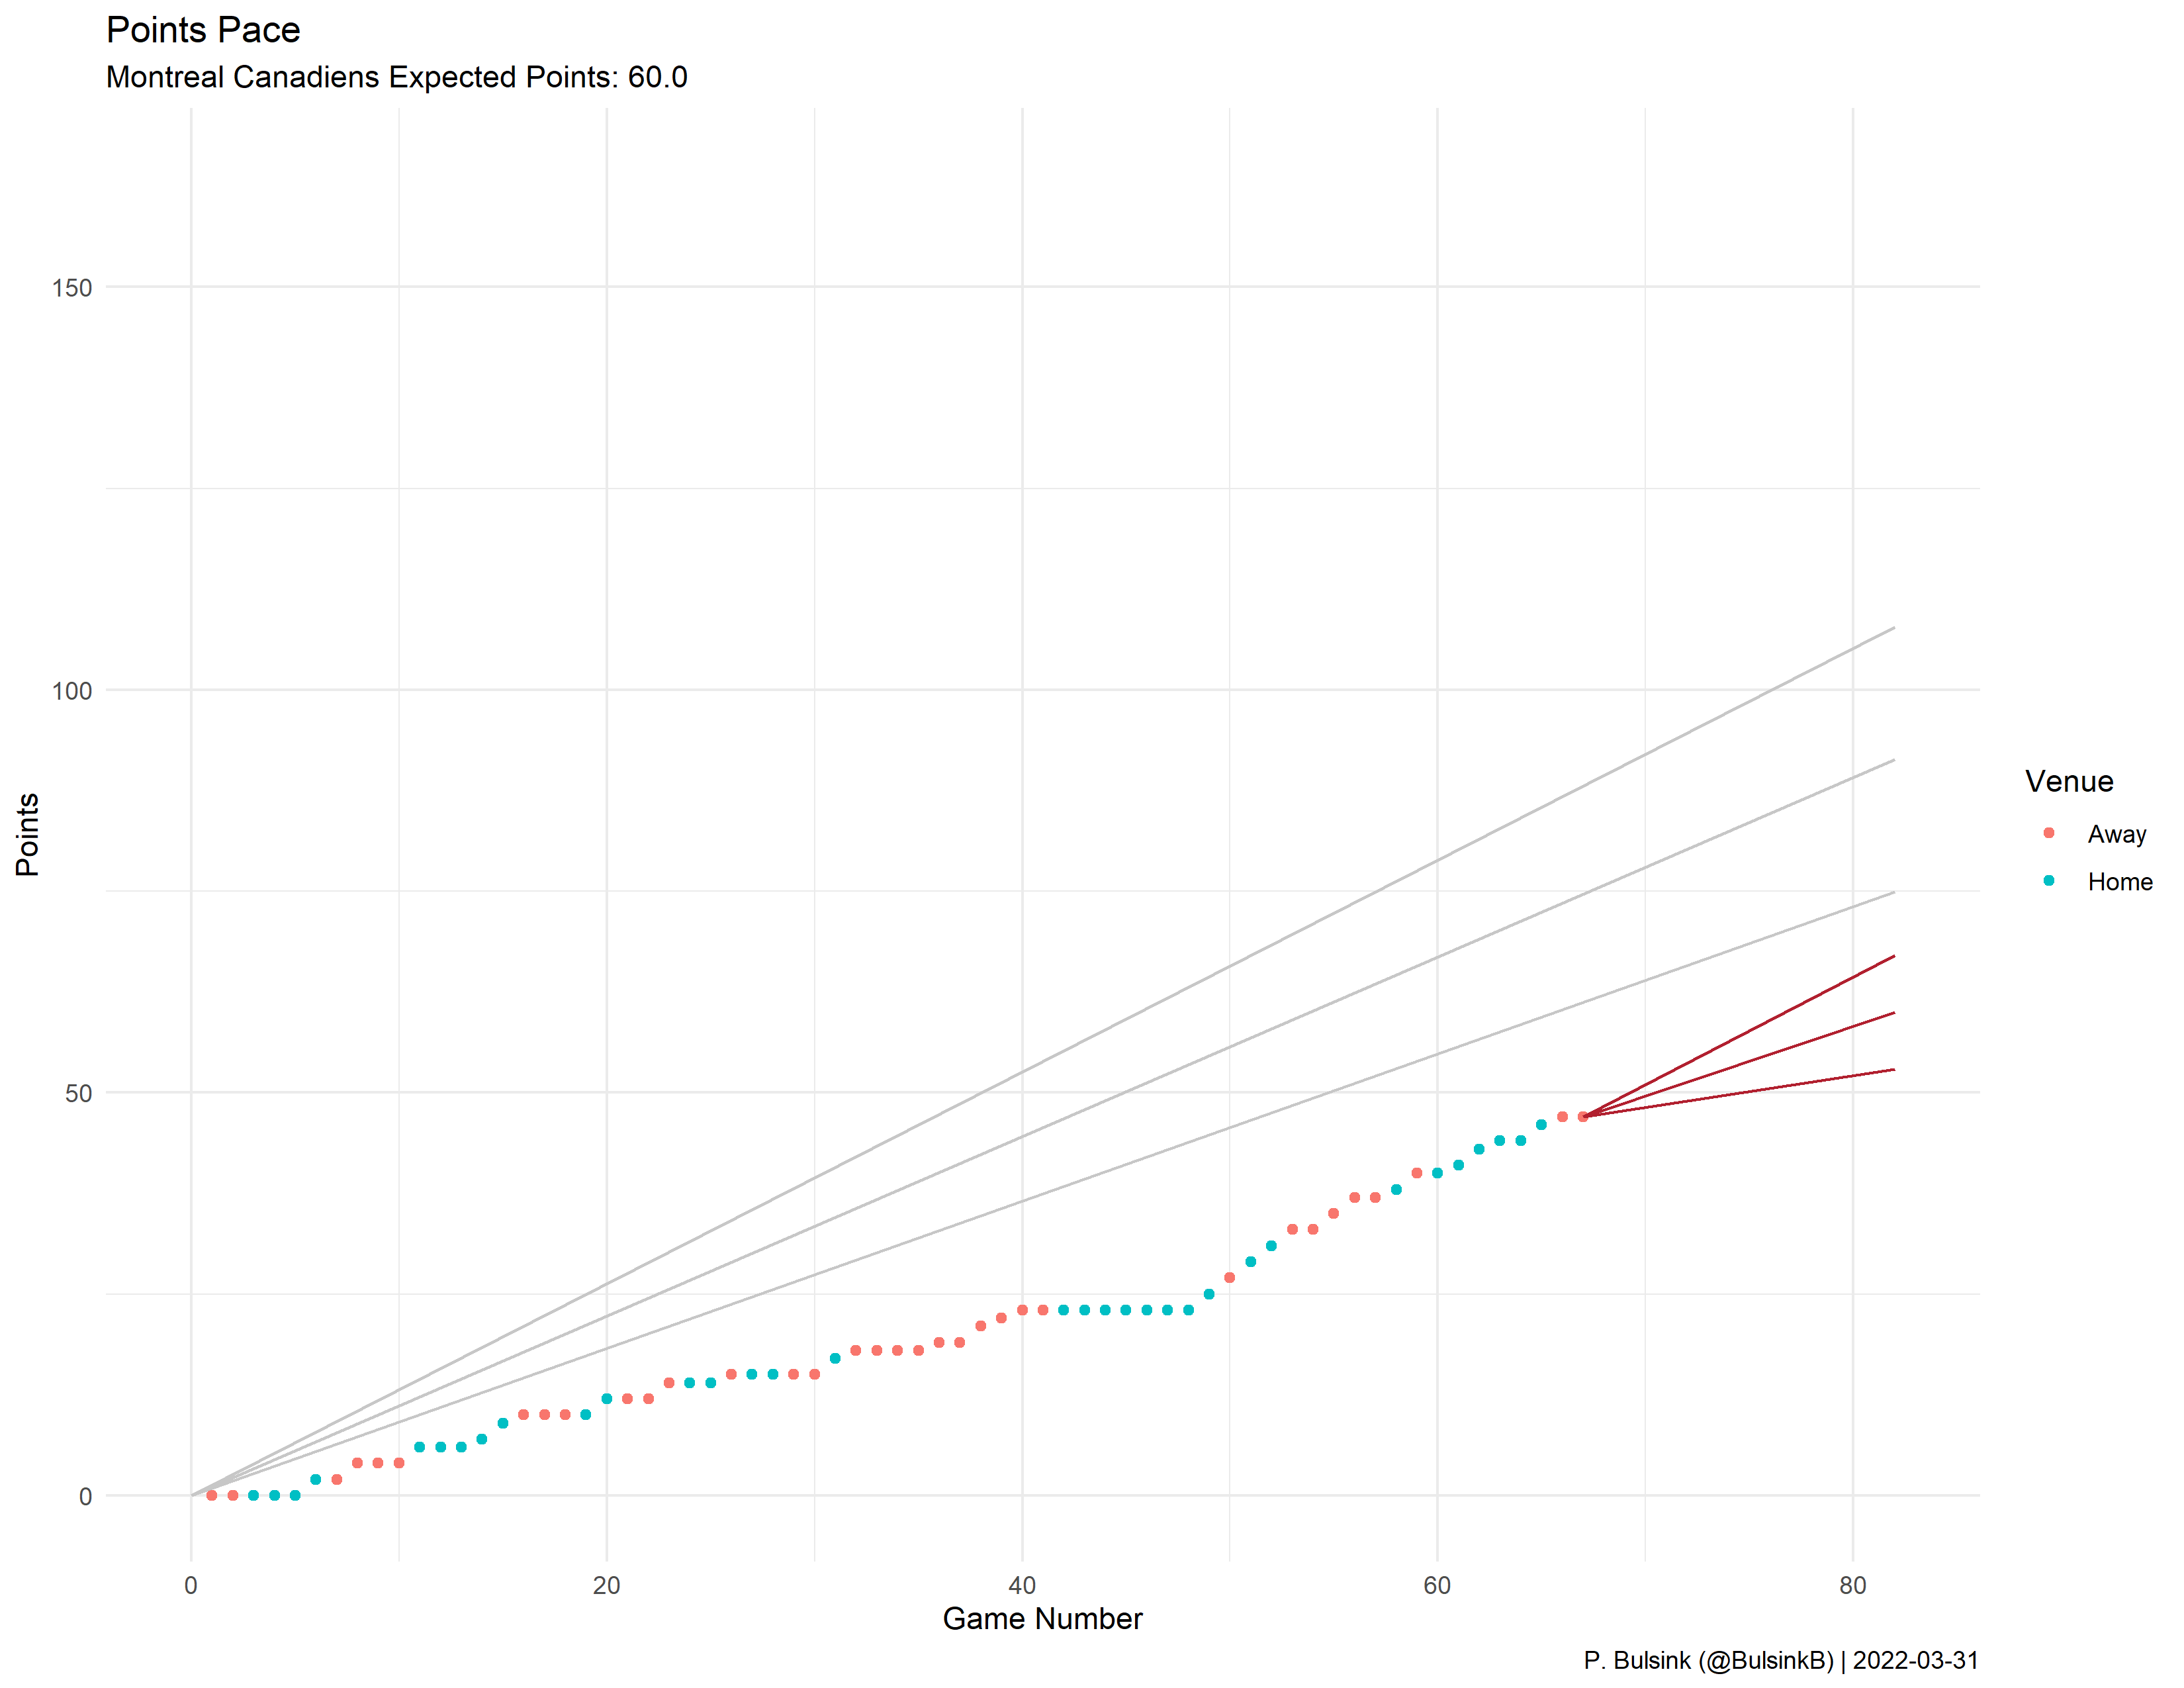 Points Pace
Montreal Canadiens Expected Points: 60.0
150
100
50
0
Points
0 20 40 60 80
Game Number
Venue
Away
Home
P. Bulsink (@BulsinkB) | 2022-03-31